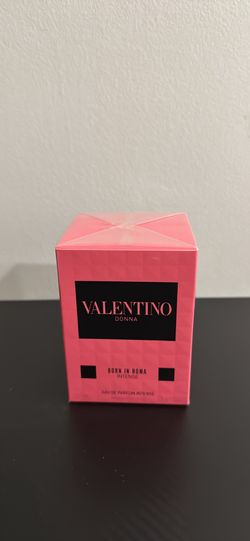 VALENTINO
DONNA
BORN IN ROMA
INTENSE
EAU DE PARFUM INTENSE